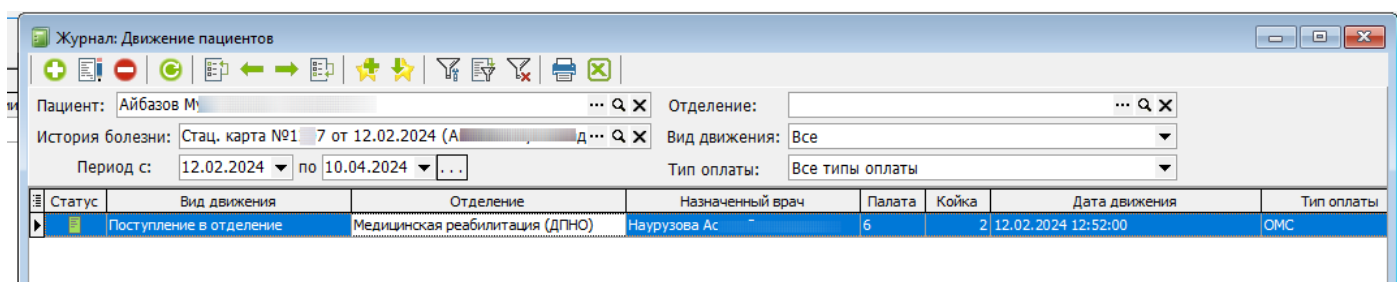 Журнал: Движение пациентов
Пациент: Айбазов М
Отделение:
История болезни: Стац. карта №1 7 от 12.02.2024 (А
Вид движения: Все
Период с: 12.02.2024 по 10.04.2024 ...
Тип оплаты: Все типы оплаты
Статус Вид движения Отделение Назначенный врач Палата Койка Дата движения Тип оплаты
Поступление в отделение Медицинская реабилитация (ДПНО) Наурузова Ас 6 2 12.02.2024 12:52:00 ОМС